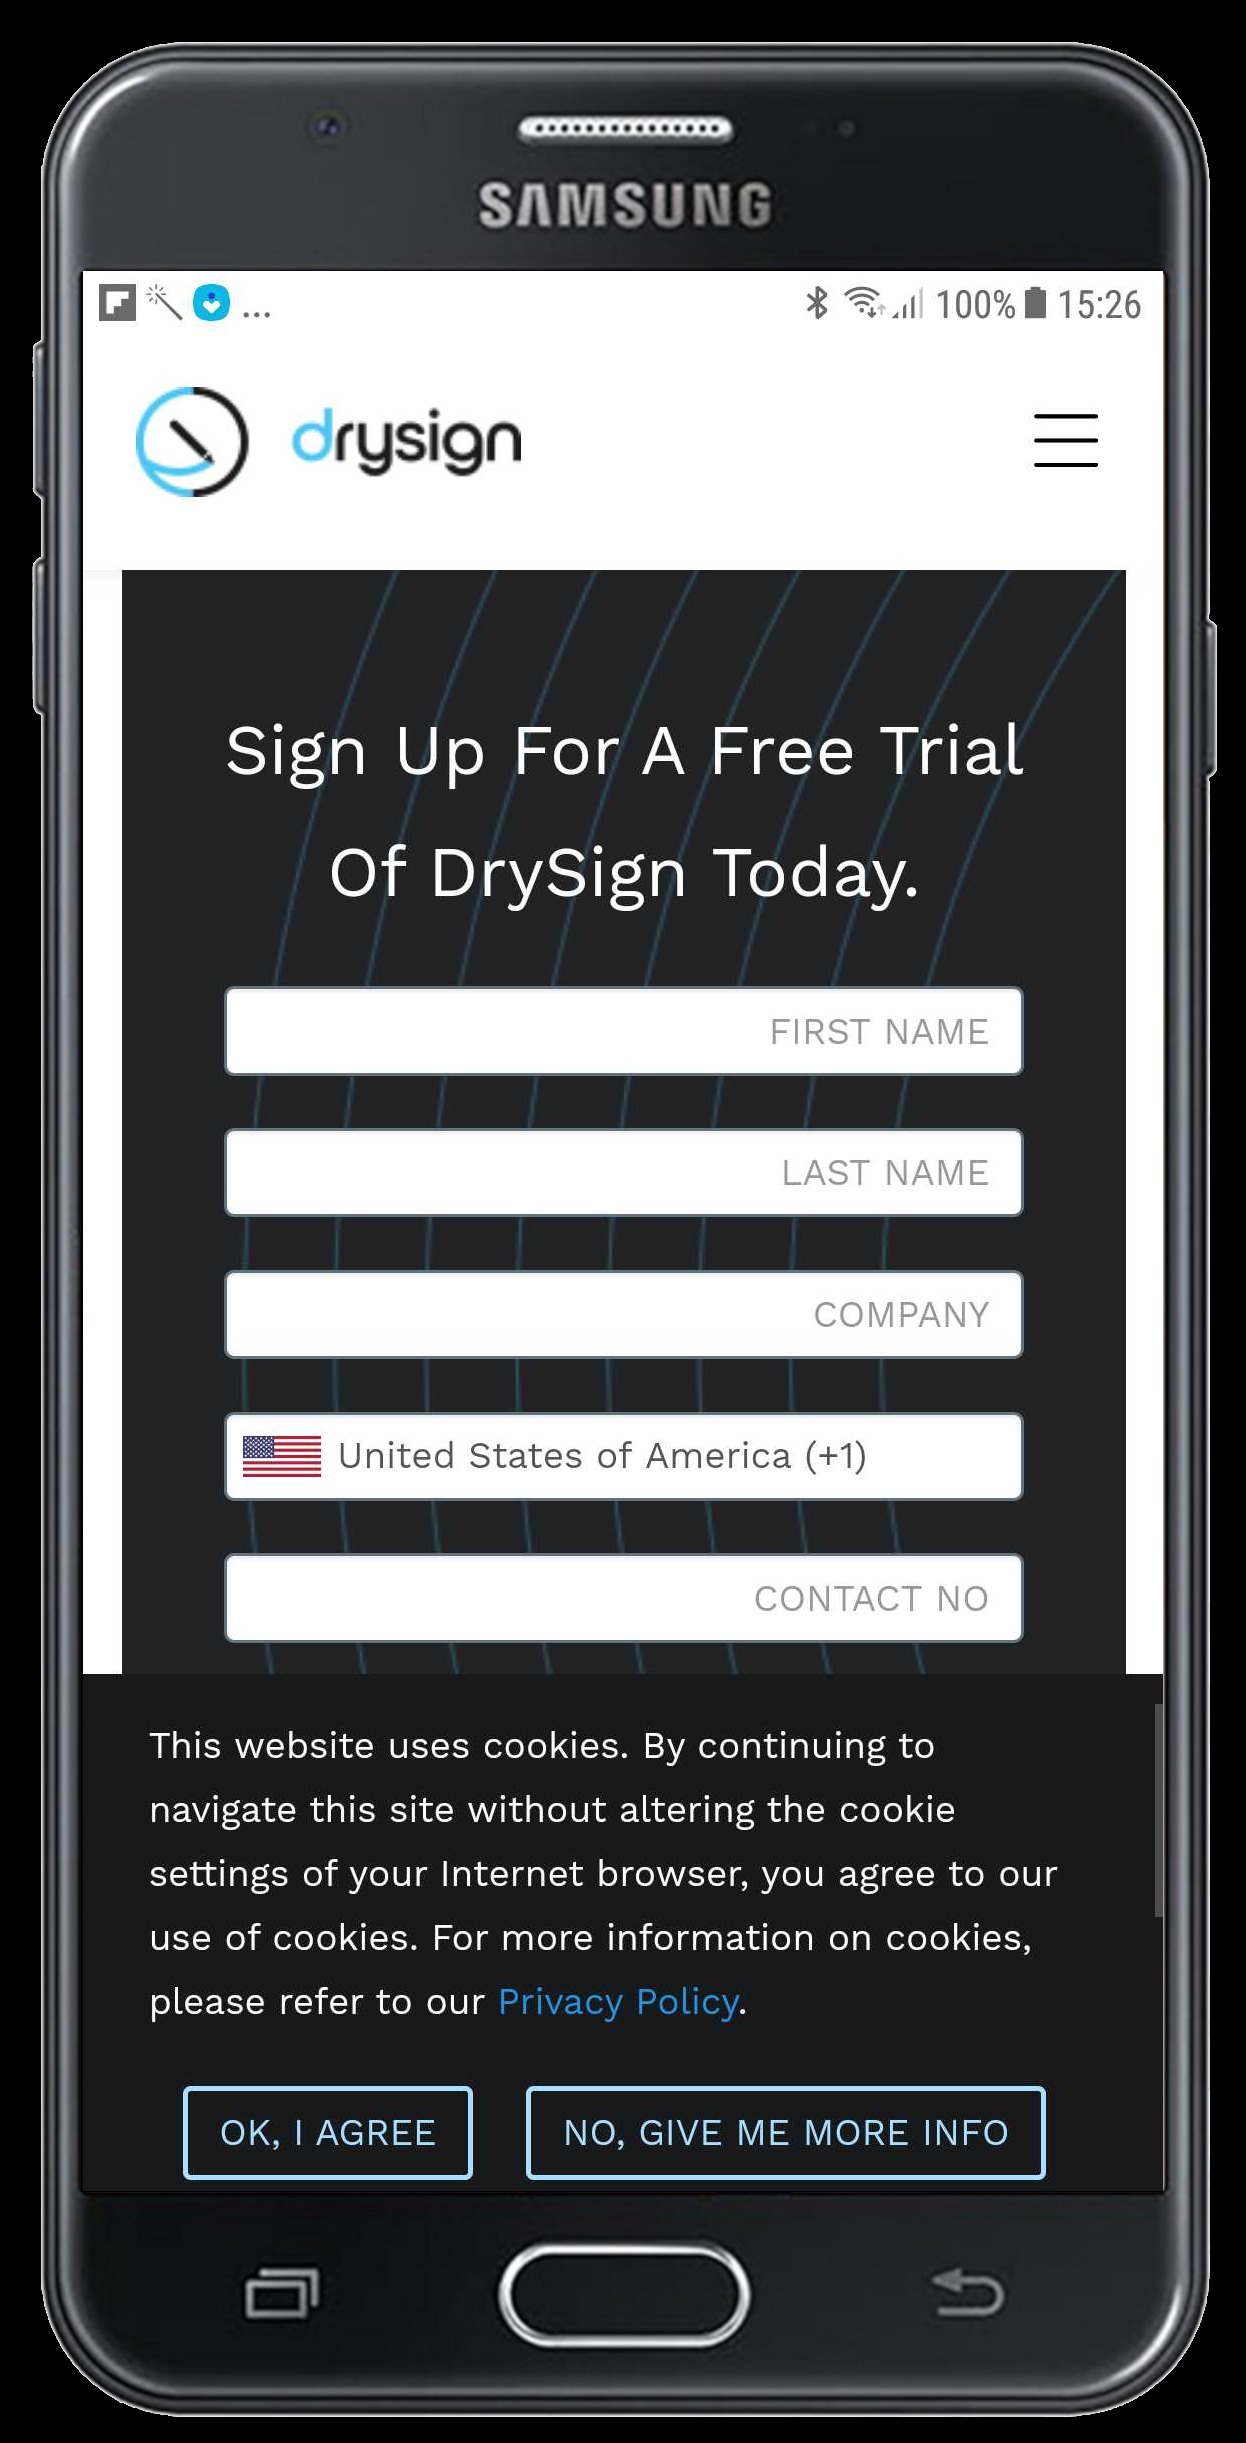 SAMSUNG
... 100% 15:26
drysign
Sign Up For A Free Trial
Of DrySign Today.
FIRST NAME
LAST NAME
COMPANY
United States of America (+1)
CONTACT NO
This website uses cookies. By continuing to
navigate this site without altering the cookie
settings of your Internet browser, you agree to our
use of cookies. For more information on cookies,
please refer to our Privacy Policy.
OK, I AGREE
NO, GIVE ME MORE INFO